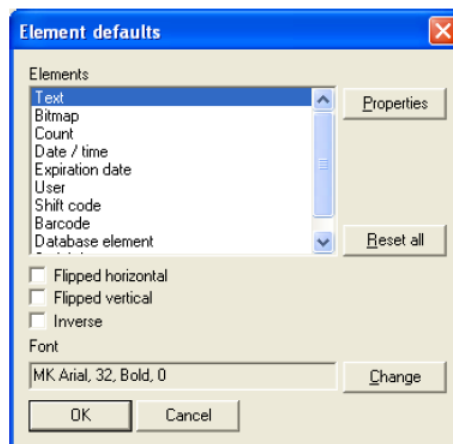 Element defaults
Elements
Text
Bitmap
Count
Date / time
Expiration date
User
Shift code
Barcode
Database element
Properties
Reset all
Flipped horizontal
Flipped vertical
Inverse
Font
MK Arial, 32, Bold, 0
Change
OK
Cancel